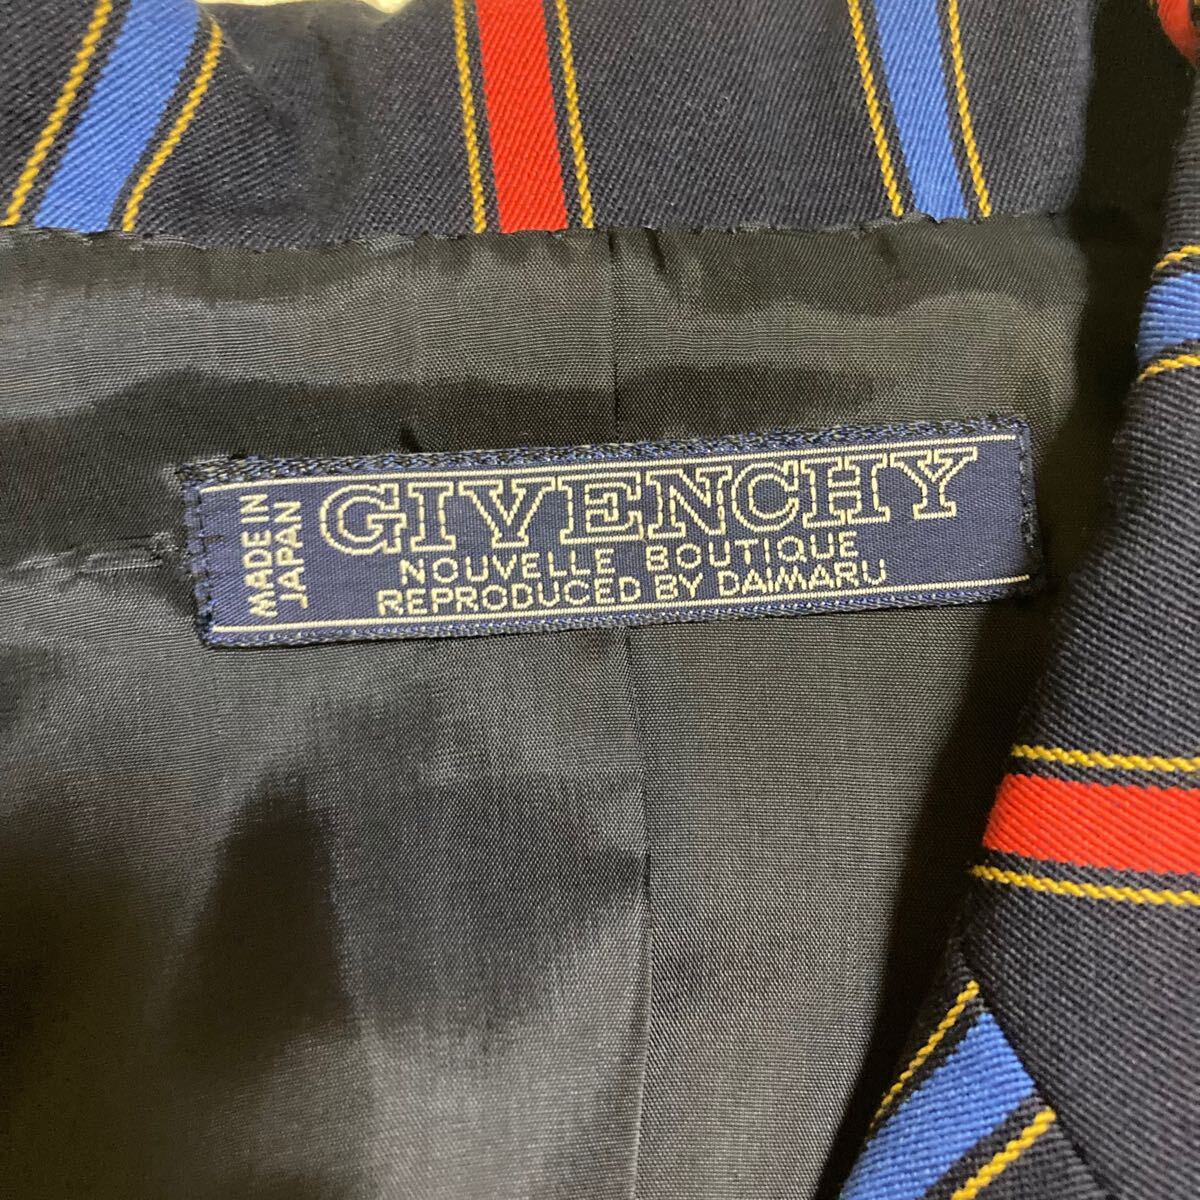 MADE IN
JAPAN
GIVENCHY
NOUVELLE BOUTIQUE
REPRODUCED BY DAIMARU